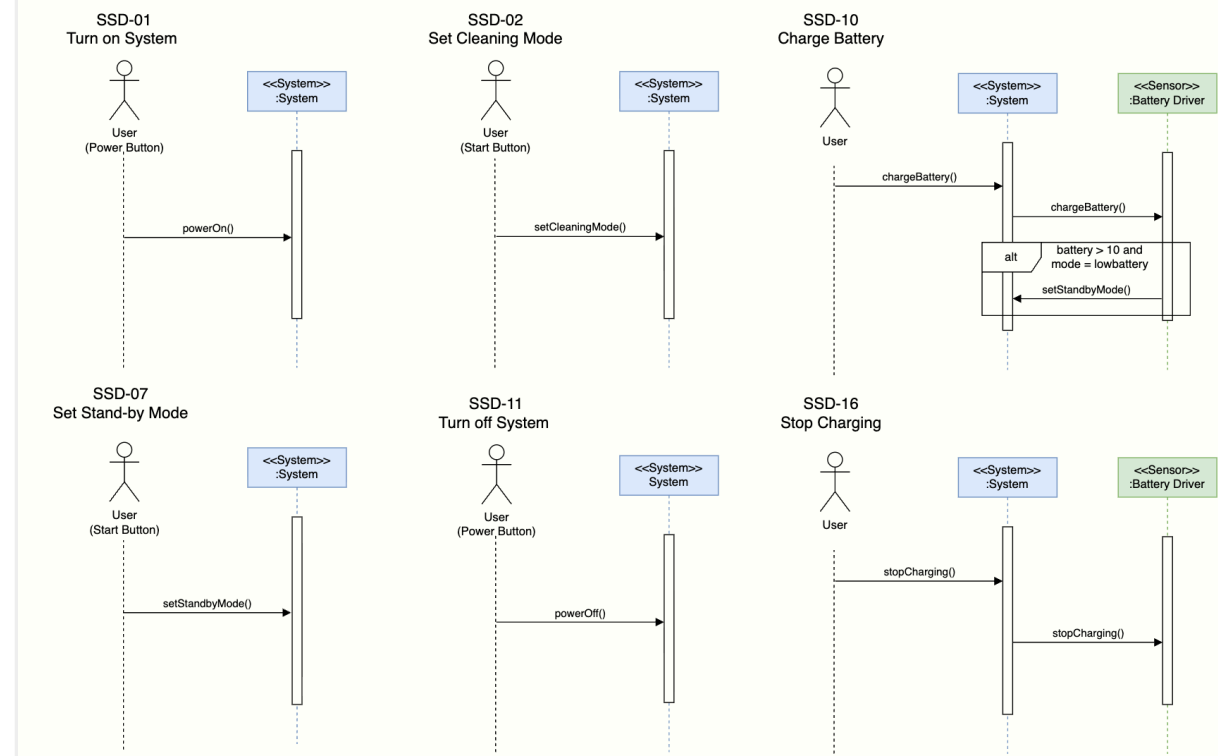 SSD-01
Turn on System
User
(Power Button)
<<System>>
:System
powerOn()
SSD-02
Set Cleaning Mode
User
(Start Button)
<<System>>
:System
setCleaningMode()
SSD-10
Charge Battery
User
<<System>>
:System
<<Sensor>>
:Battery Driver
chargeBattery()
chargeBattery()
alt
battery > 10 and
mode = lowbattery
setStandbyMode()
SSD-07
Set Stand-by Mode
User
(Start Button)
<<System>>
:System
setStandbyMode()
SSD-11
Turn off System
User
(Power Button)
<<System>>
System
powerOff()
SSD-16
Stop Charging
User
<<System>>
:System
<<Sensor>>
:Battery Driver
stopCharging()
stopCharging()